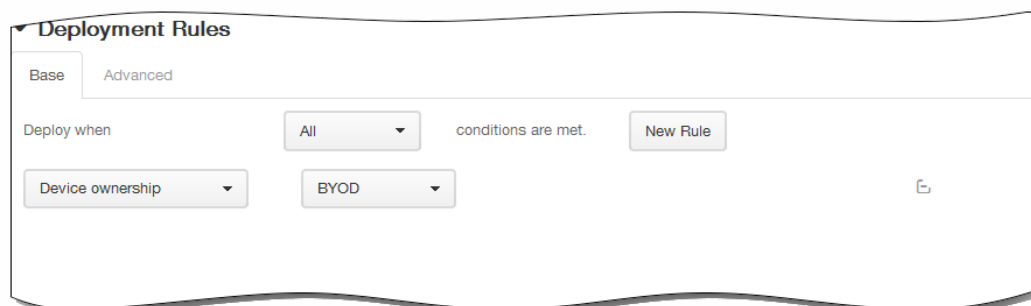 Deployment Rules
Base Advanced
Deploy when All conditions are met. New Rule
Device ownership BYOD